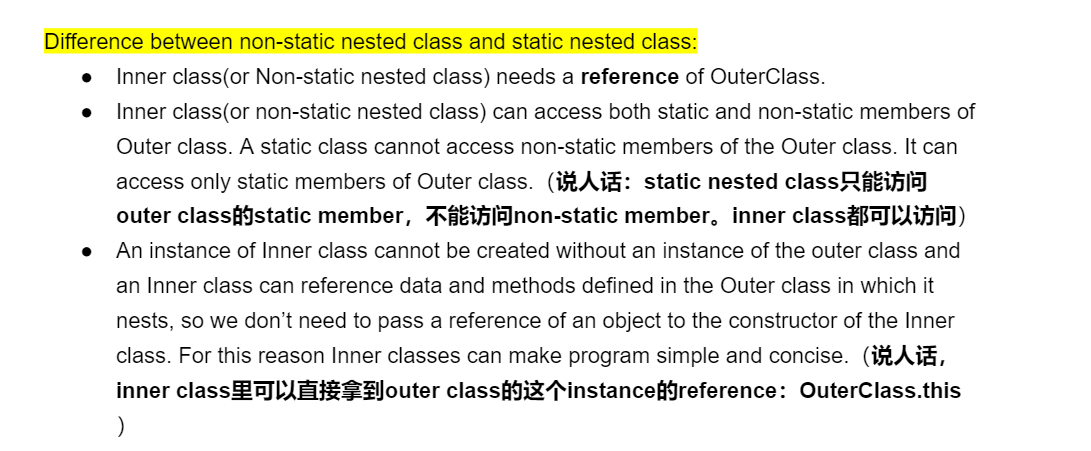 Difference between non-static nested class and static nested class:
● Inner class(or Non-static nested class) needs a reference of OuterClass.
● Inner class(or non-static nested class) can access both static and non-static members of
Outer class. A static class cannot access non-static members of the Outer class. It can
access only static members of Outer class.（说人话：static nested class只能访问
outer class的static member，不能访问non-static member。inner class都可以访问）
● An instance of Inner class cannot be created without an instance of the outer class and
an Inner class can reference data and methods defined in the Outer class in which it
nests, so we don’t need to pass a reference of an object to the constructor of the Inner
class. For this reason Inner classes can make program simple and concise.（说人话，
inner class里可以直接拿到outer class的这个instance的reference：OuterClass.this
）